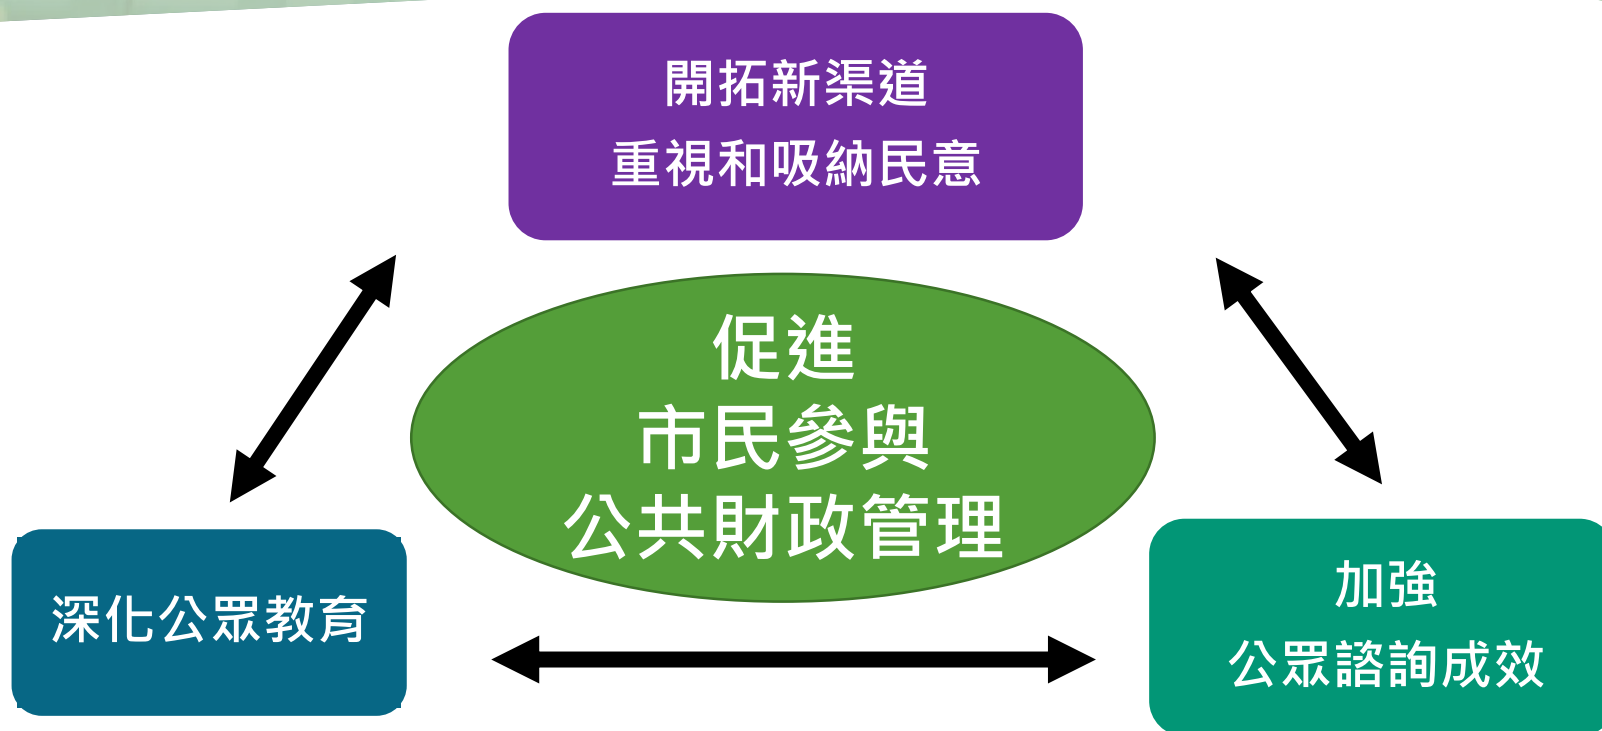 開拓新渠道
重視和吸納民意
促進
市民參與
公共財政管理
深化公眾教育
加強
公眾諮詢成效